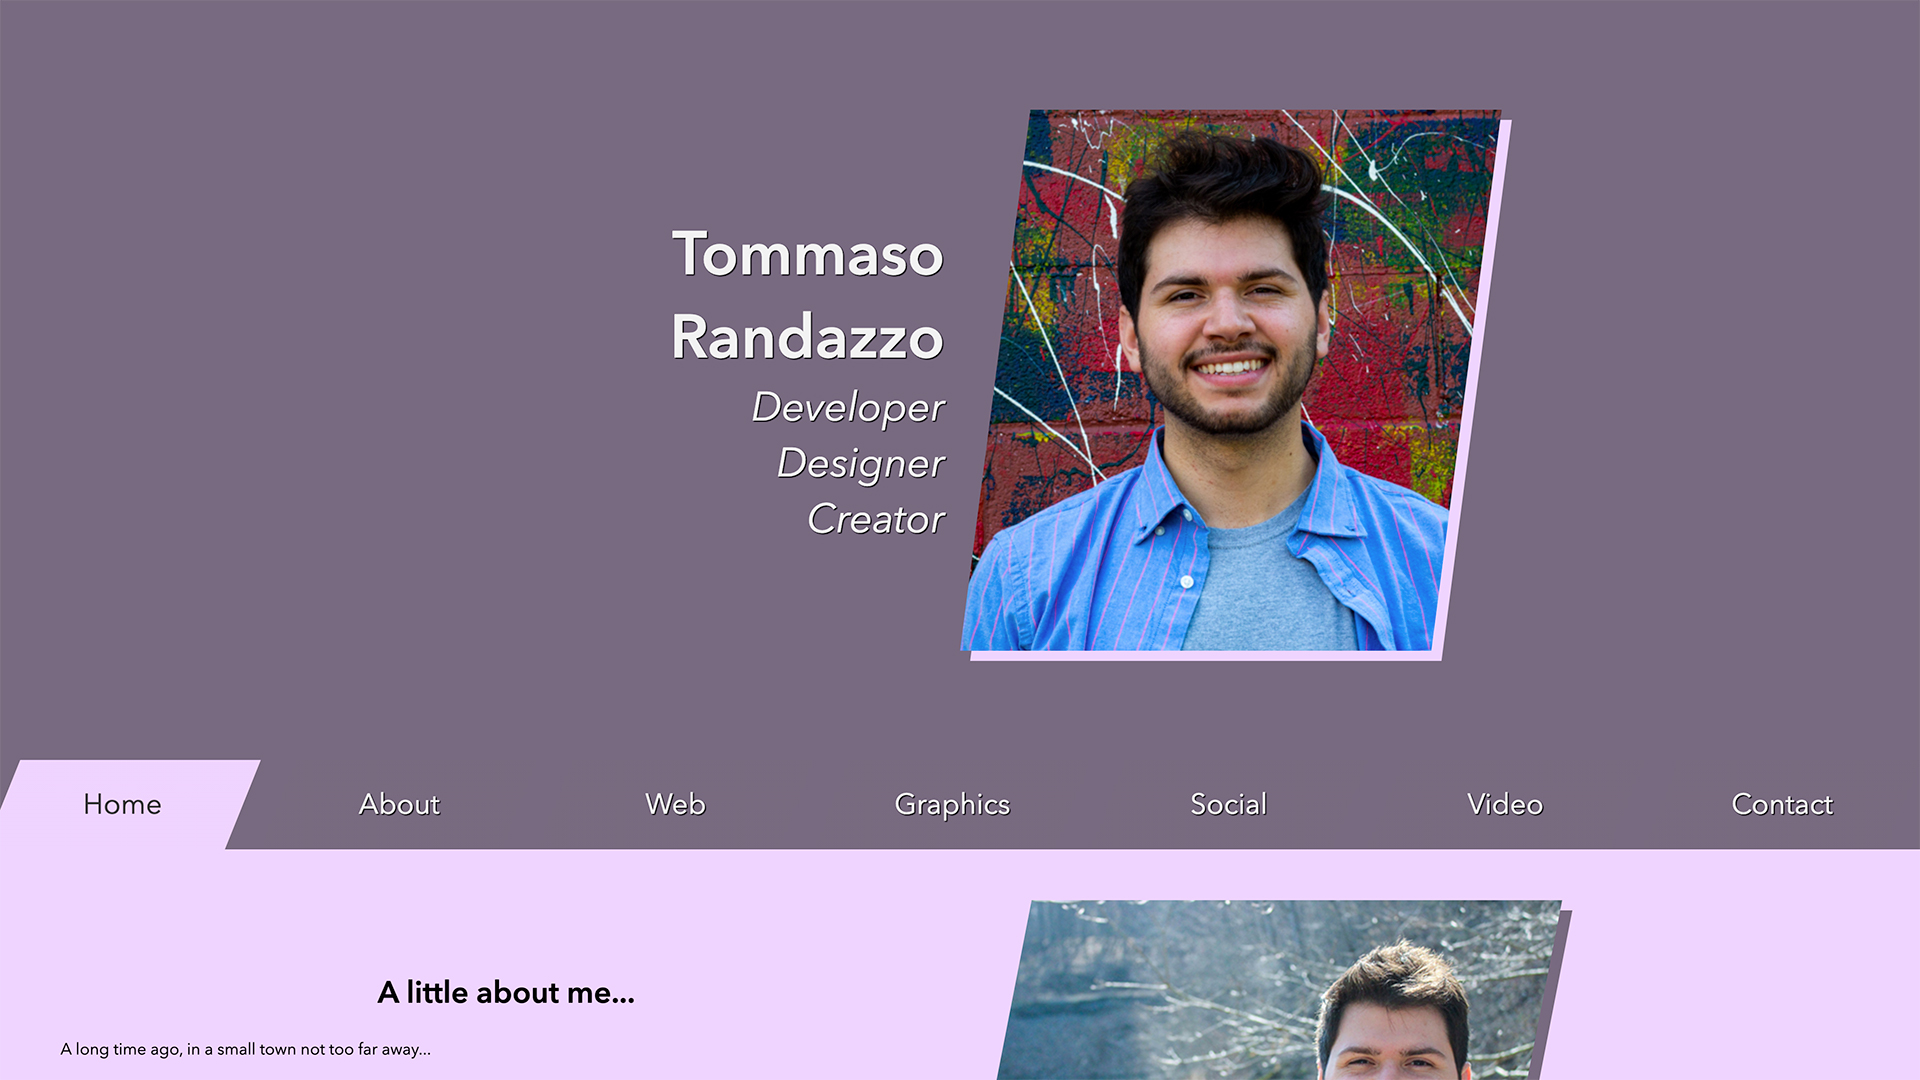 Tommaso
Randazzo
Developer
Designer
Creator
Home About Web Graphics Social Video Contact
A little about me...
A long time ago, in a small town not too far away...